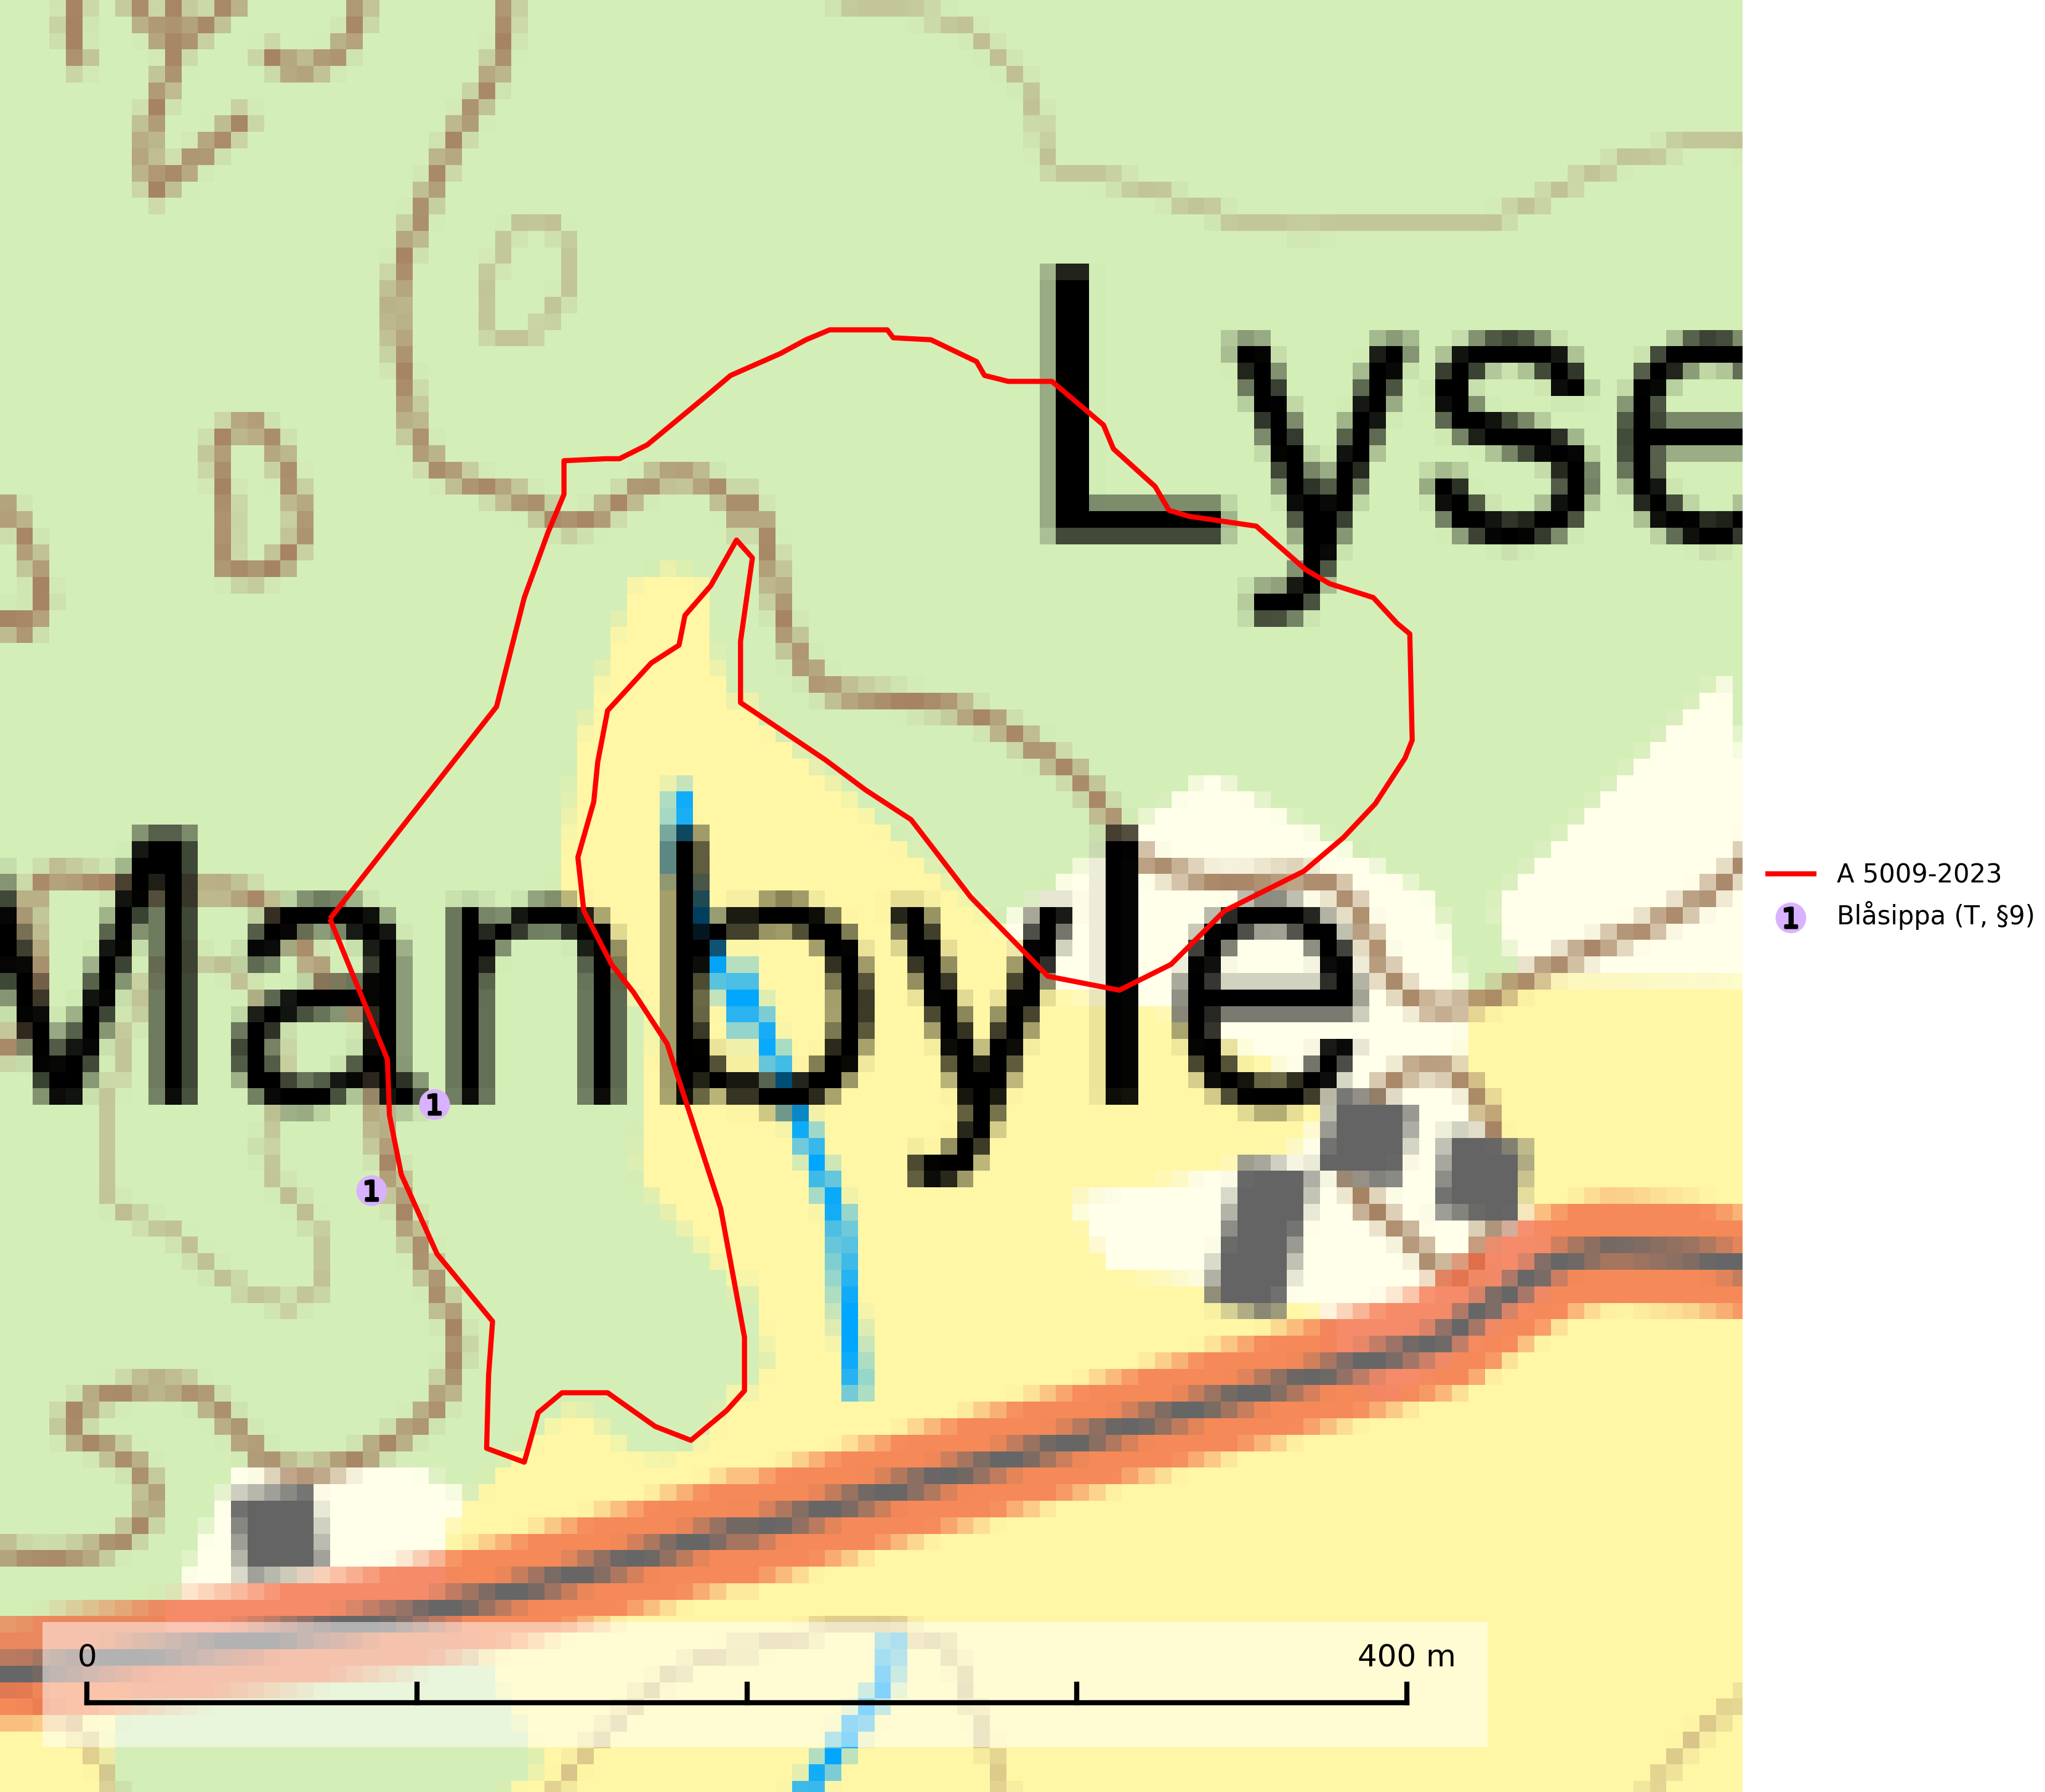 Lyse
Manbyle
1
1
0 400 m
A 5009-2023
1 Blåsippa (T, §9)